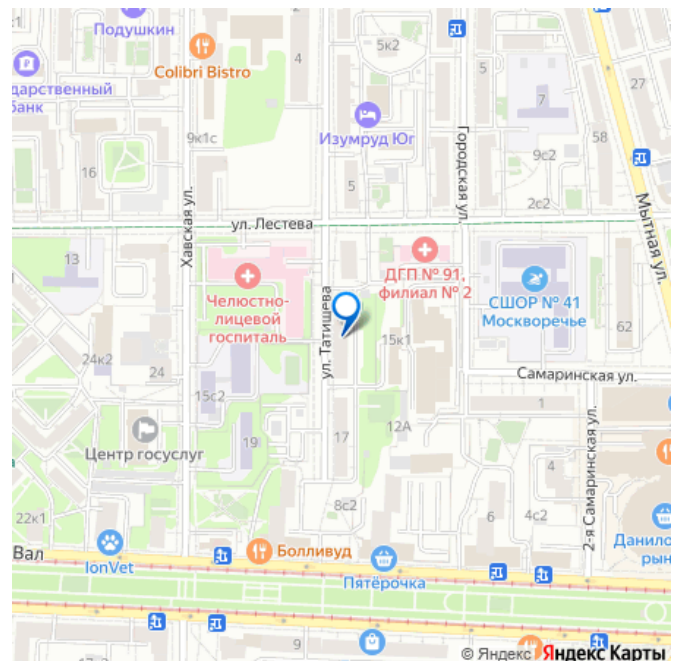 Подушкин
Colibri Bistro
4
5к2
27
ударственный
банк
5
7
58
9к1с
Изумруд Юг
Городская ул.
9с2
16
5
2с2
Мытная ул.
Хавская ул.
ул. Лестева
13
Челюстно-
лицевой
госпиталь
ДГП № 91,
филиал № 2
СШОР № 41
Москворечье
62
ул. Татищева
15к1
24к2
24
15с2
Самаринская ул.
1
12А
Центр госуслуг
19
17
2-я Самаринская ул.
4
22к1
8с2
6
4с2
Данило
рын
Вал
IonVet
Болливуд
Пятёрочка
9
© Яндекс Яндекс Карты